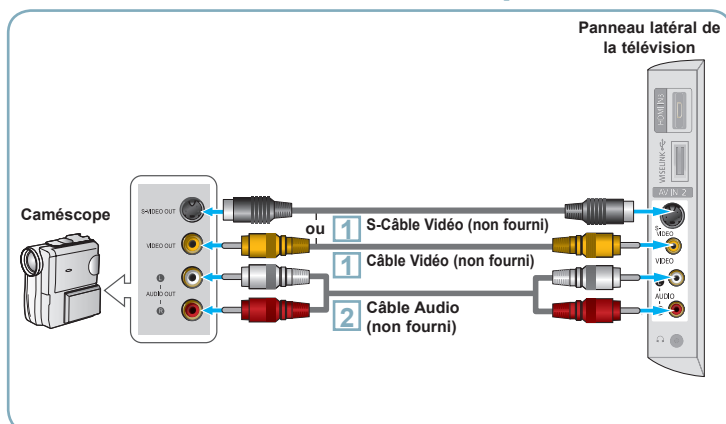 Panneau latéral de
la télévision
HDMI IN 3
WISELINK
AV IN 2
Caméscope
S-VIDEO OUT
ou
1 S-Câble Vidéo (non fourni)
S-
VIDEO
VIDEO OUT
1 Câble Vidéo (non fourni)
VIDEO
L
AUDIO OUT
R
2 Câble Audio
(non fourni)
L
AUDIO